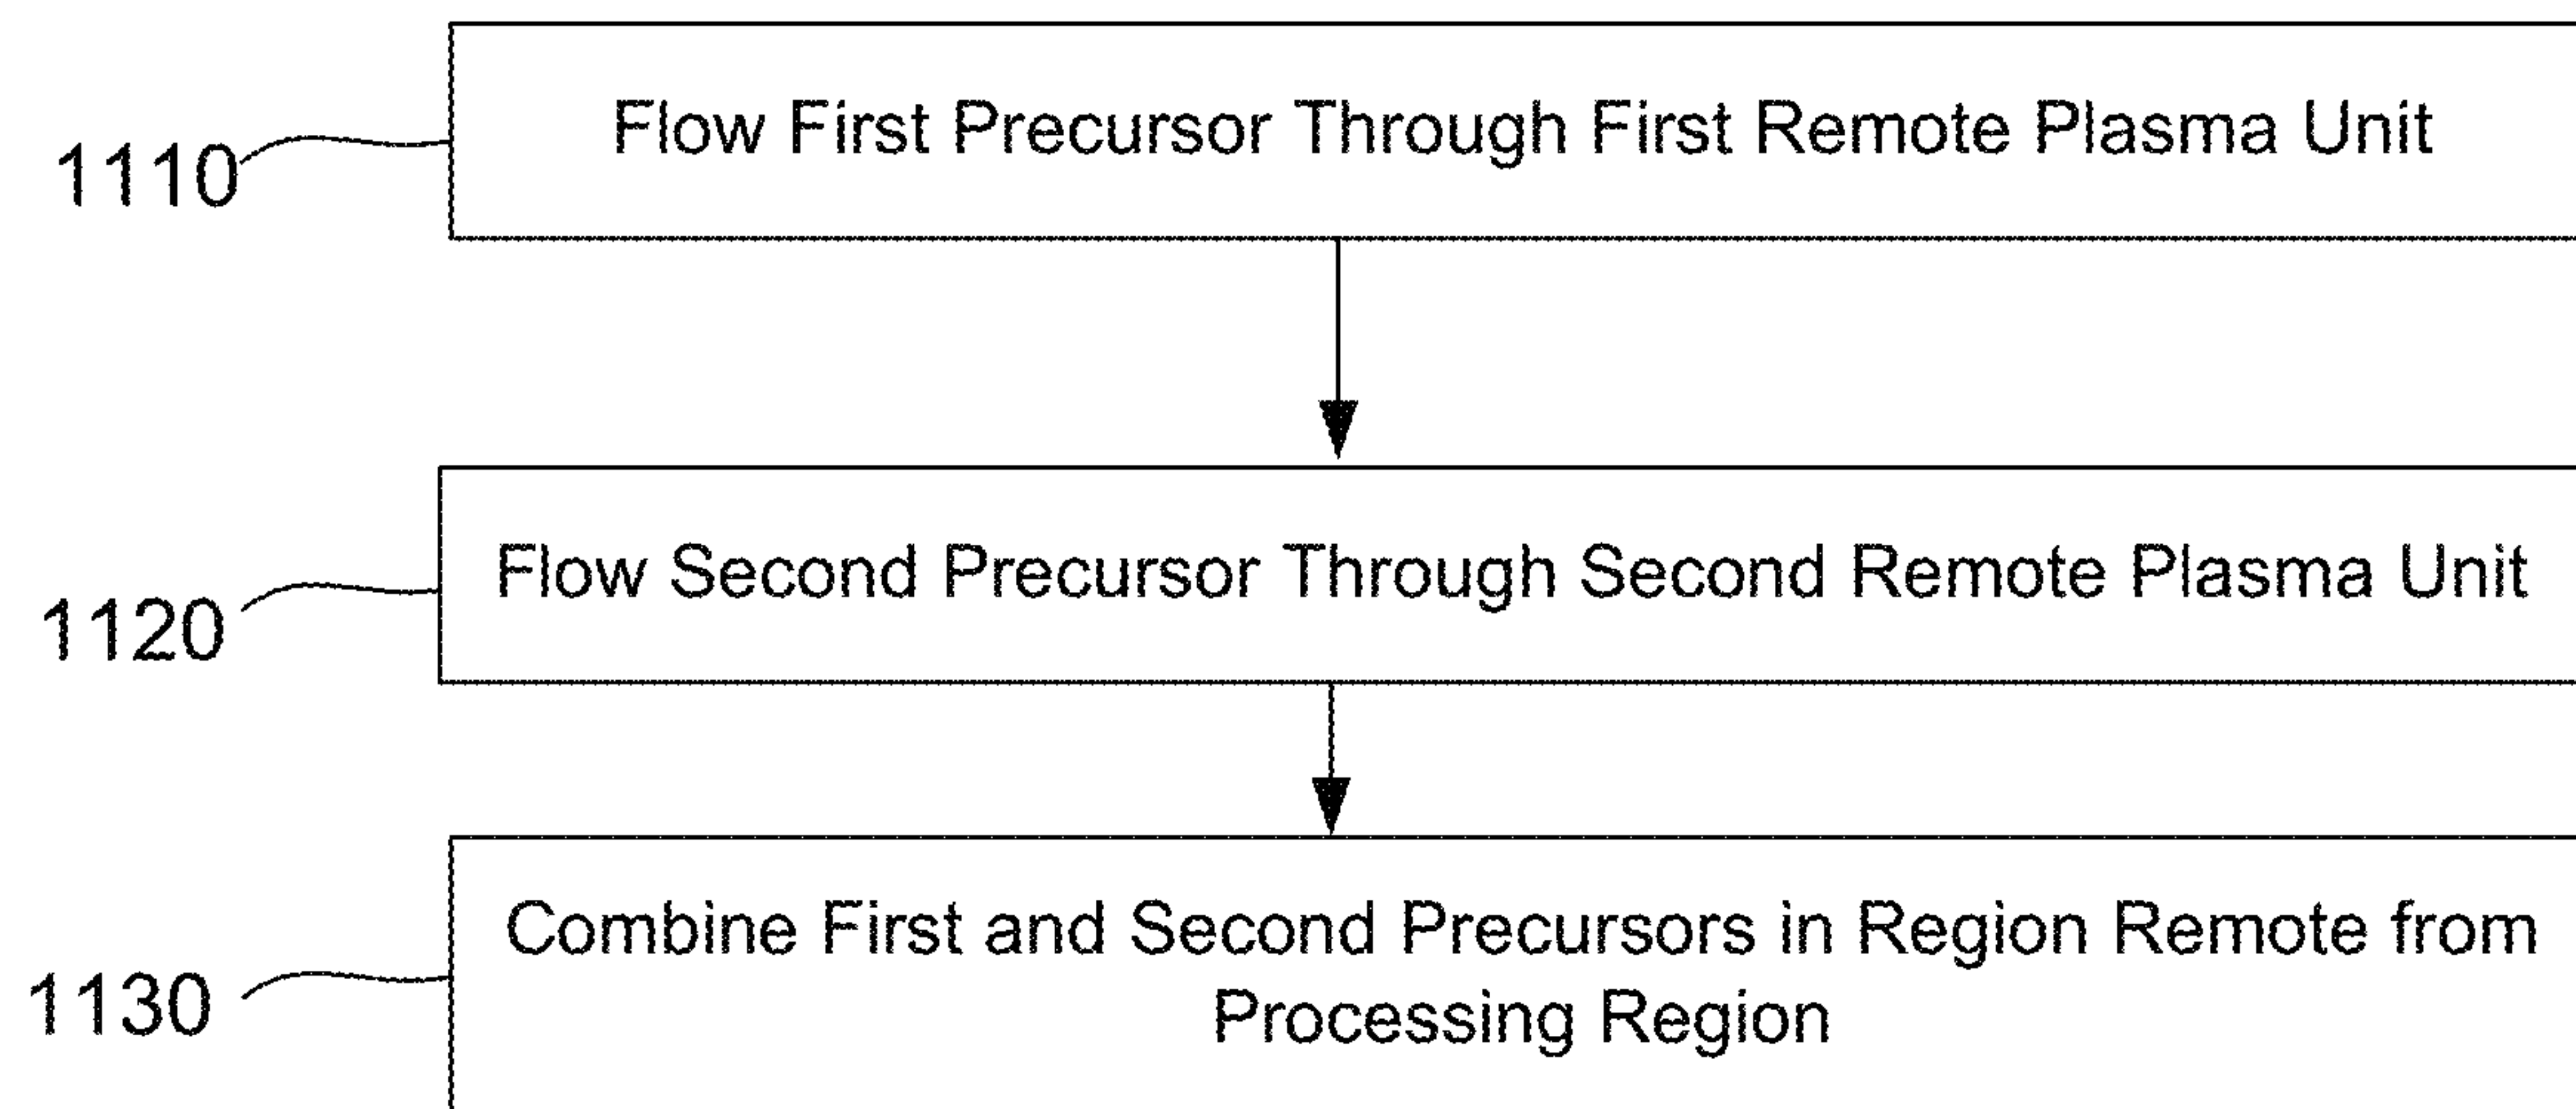 1110
Flow First Precursor Through First Remote Plasma Unit
1120
Flow Second Precursor Through Second Remote Plasma Unit
1130
Combine First and Second Precursors in Region Remote from
Processing Region